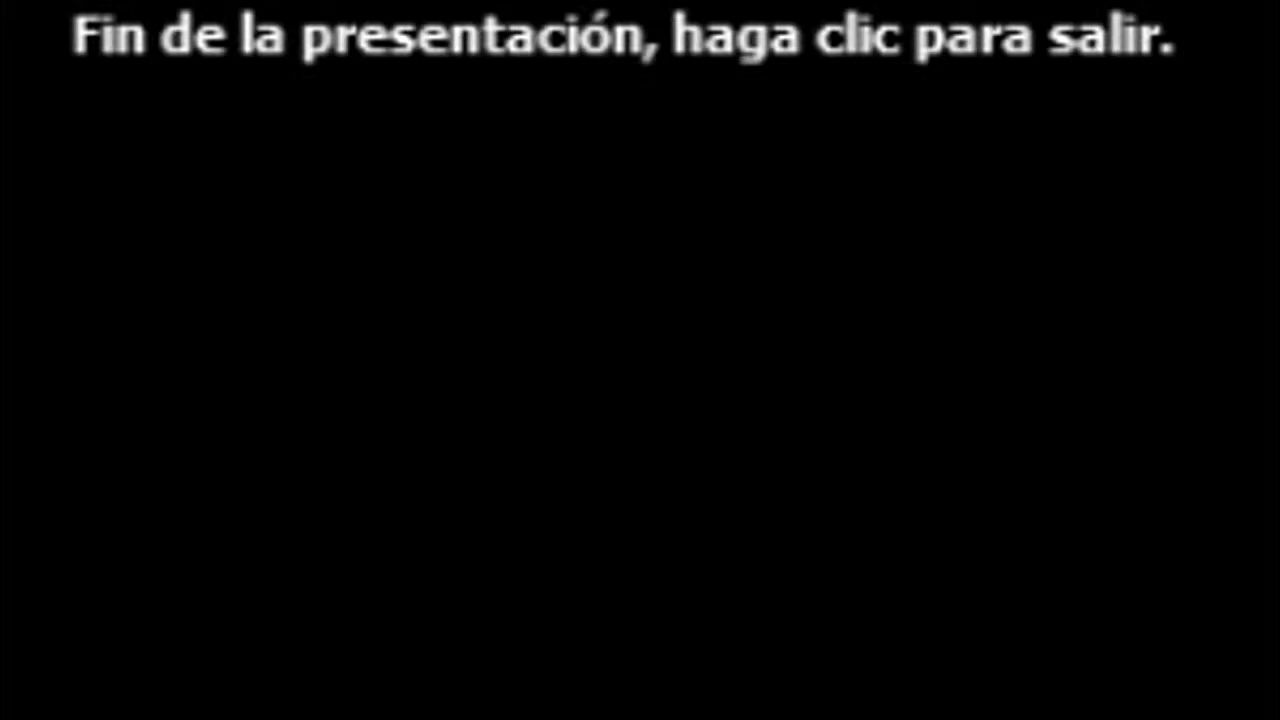 Fin de la presentación, haga clic para salir.